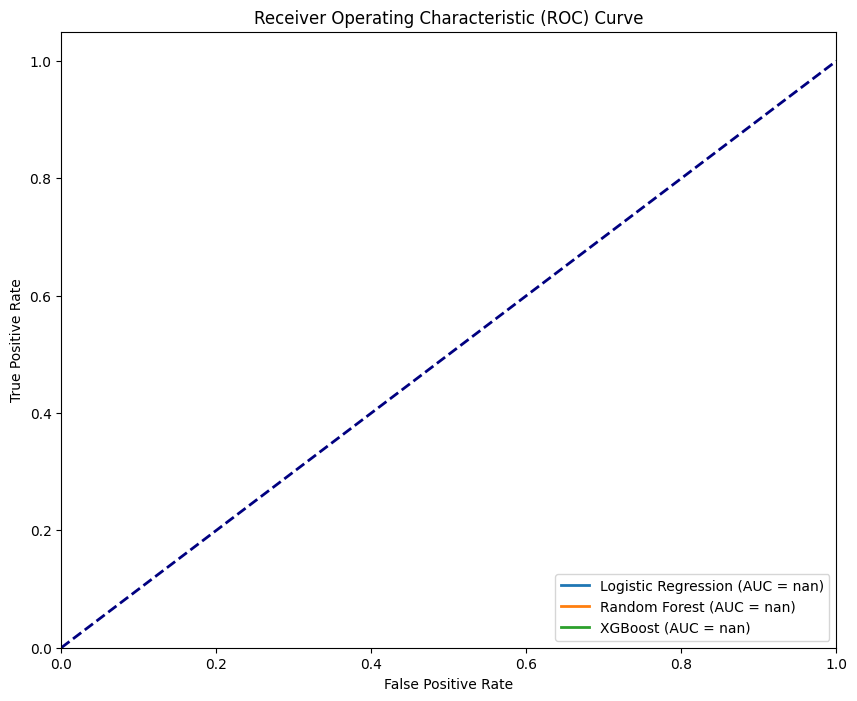 Receiver Operating Characteristic (ROC) Curve
1.0
0.8
0.6
0.4
0.2
0.0
True Positive Rate
Logistic Regression (AUC = nan)
Random Forest (AUC = nan)
XGBoost (AUC = nan)
0.0 0.2 0.4 0.6 0.8 1.0
False Positive Rate